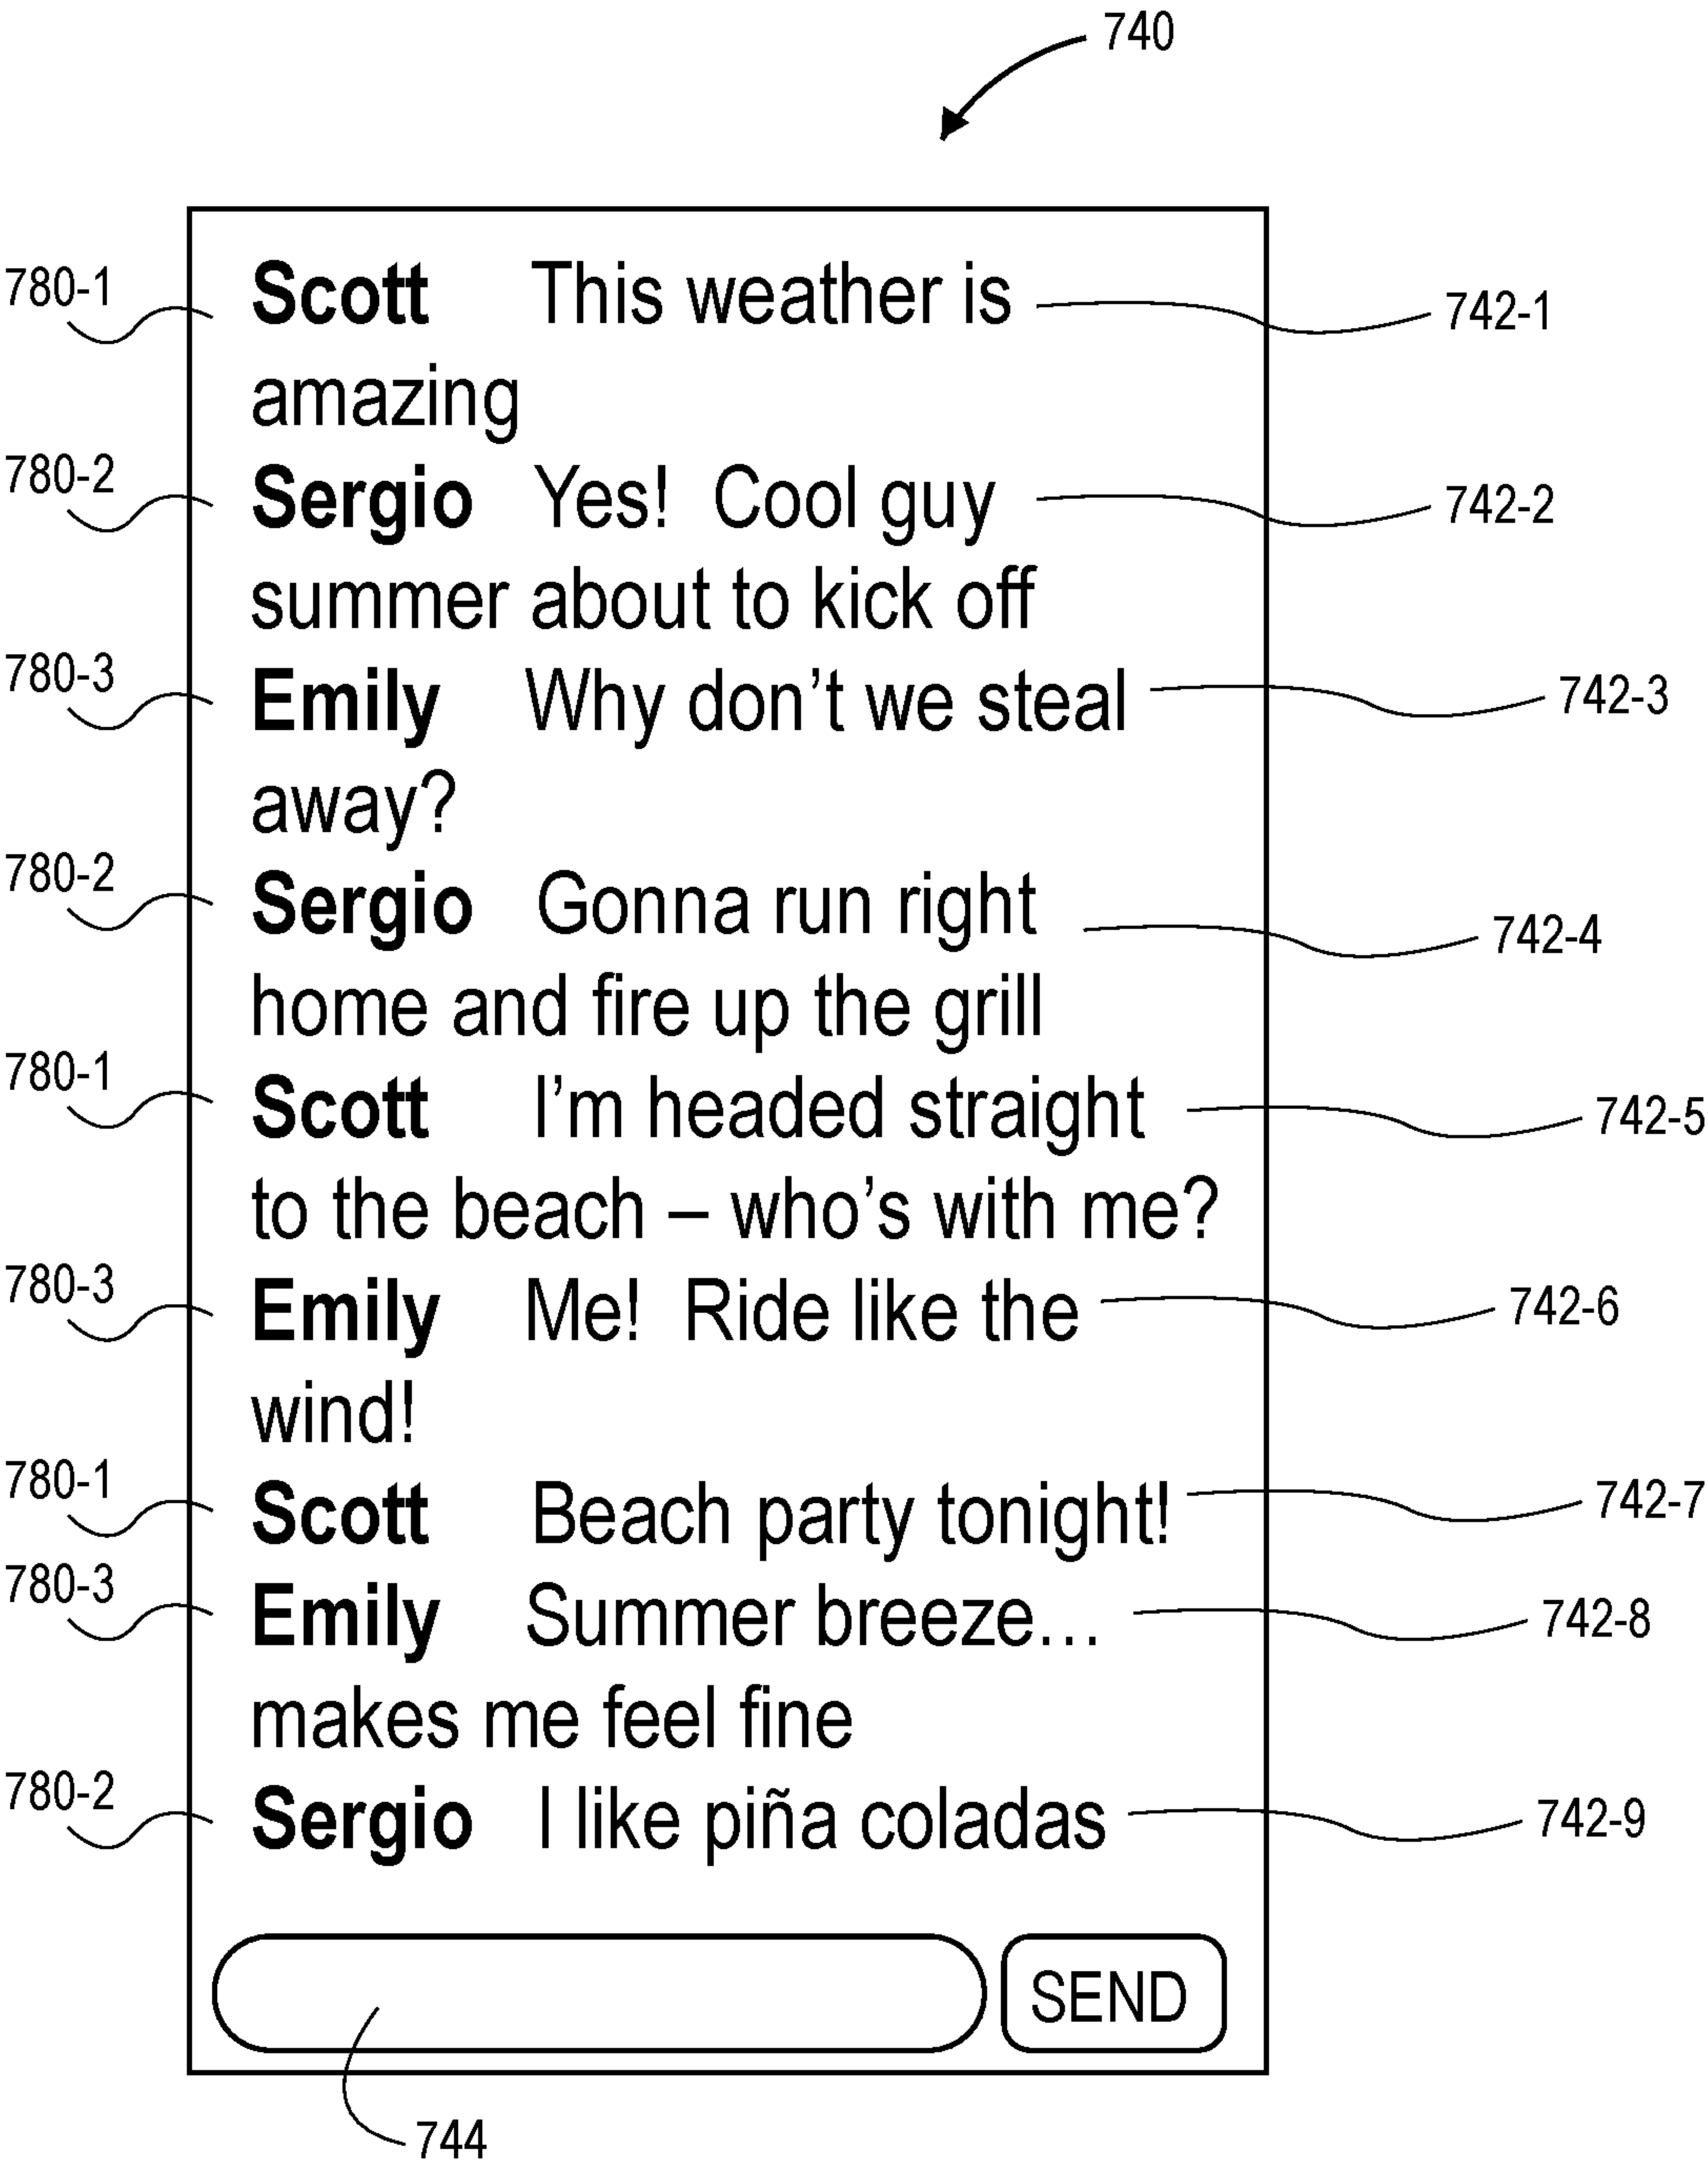 740
780-1 Scott This weather is 742-1
amazing
780-2 Sergio Yes! Cool guy 742-2
summer about to kick off
780-3 Emily Why don’t we steal 742-3
away?
780-2 Sergio Gonna run right 742-4
home and fire up the grill
780-1 Scott I’m headed straight 742-5
to the beach – who’s with me?
780-3 Emily Me! Ride like the 742-6
wind!
780-1 Scott Beach party tonight! 742-7
780-3 Emily Summer breeze... 742-8
makes me feel fine
780-2 Sergio I like piña coladas 742-9
SEND
744